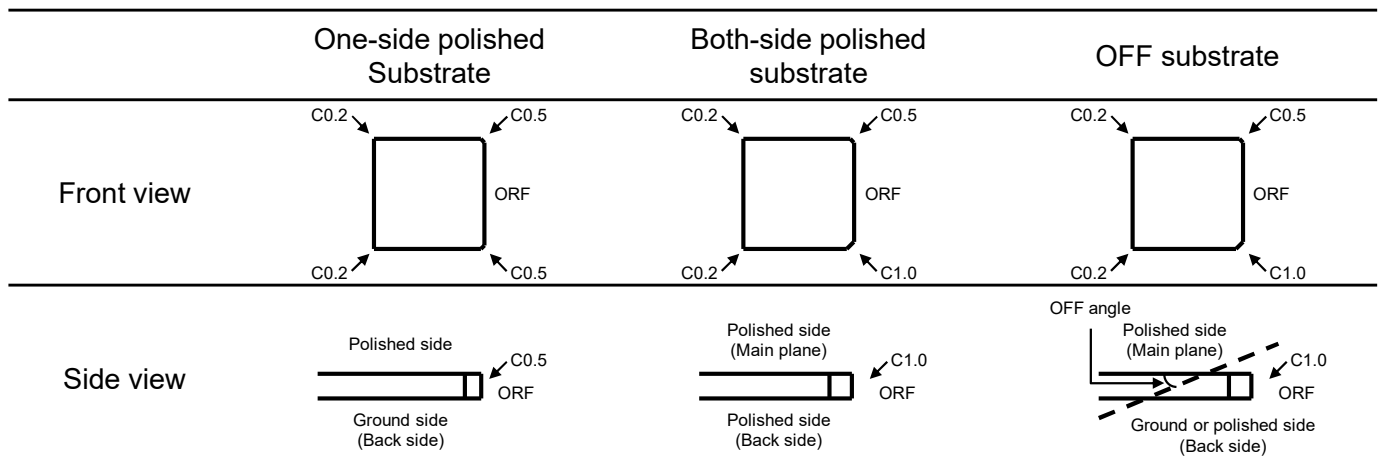 One-side polished
Substrate
Both-side polished
substrate
OFF substrate
Front view
C0.2
C0.5
ORF
C0.2
C0.5
C0.2
C0.5
ORF
C0.2
C1.0
C0.2
C0.5
ORF
C0.2
C1.0
Side view
Polished side
C0.5
ORF
Ground side
(Back side)
Polished side
(Main plane)
C1.0
ORF
Polished side
(Back side)
OFF angle
Polished side
(Main plane)
C1.0
ORF
Ground or polished side
(Back side)